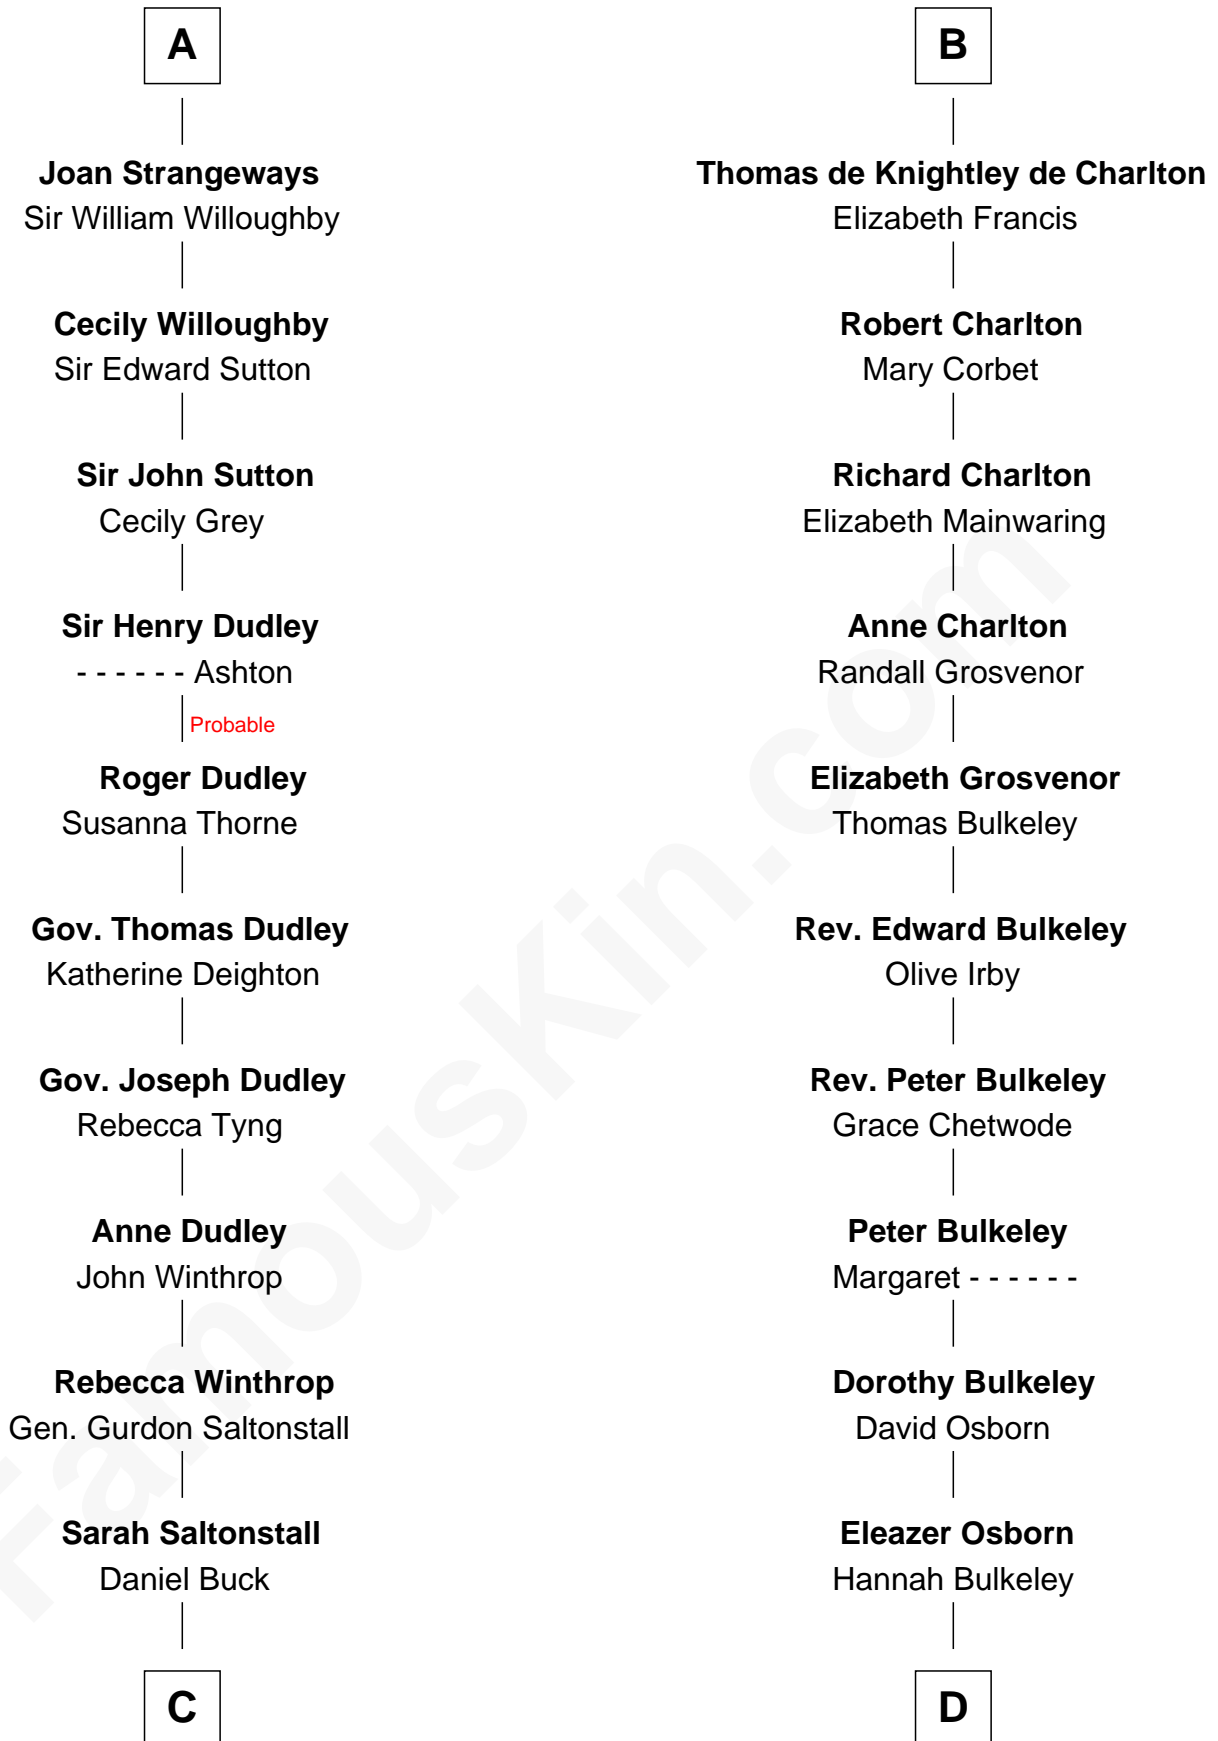 A
Joan Strangeways
Sir William Willoughby
Cecily Willoughby
Sir Edward Sutton
Sir John Sutton
Cecily Grey
Sir Henry Dudley
- - - - - - Ashton
Probable
Roger Dudley
Susanna Thorne
Gov. Thomas Dudley
Katherine Deighton
Gov. Joseph Dudley
Rebecca Tyng
Anne Dudley
John Winthrop
Rebecca Winthrop
Gen. Gurdon Saltonstall
Sarah Saltonstall
Daniel Buck
C
B
Thomas de Knightley de Charlton
Elizabeth Francis
Robert Charlton
Mary Corbet
Richard Charlton
Elizabeth Mainwaring
Anne Charlton
Randall Grosvenor
Elizabeth Grosvenor
Thomas Bulkeley
Rev. Edward Bulkeley
Olive Irby
Rev. Peter Bulkeley
Grace Chetwode
Peter Bulkeley
Margaret - - - - - -
Dorothy Bulkeley
David Osborn
Eleazer Osborn
Hannah Bulkeley
D
FamousKin.com